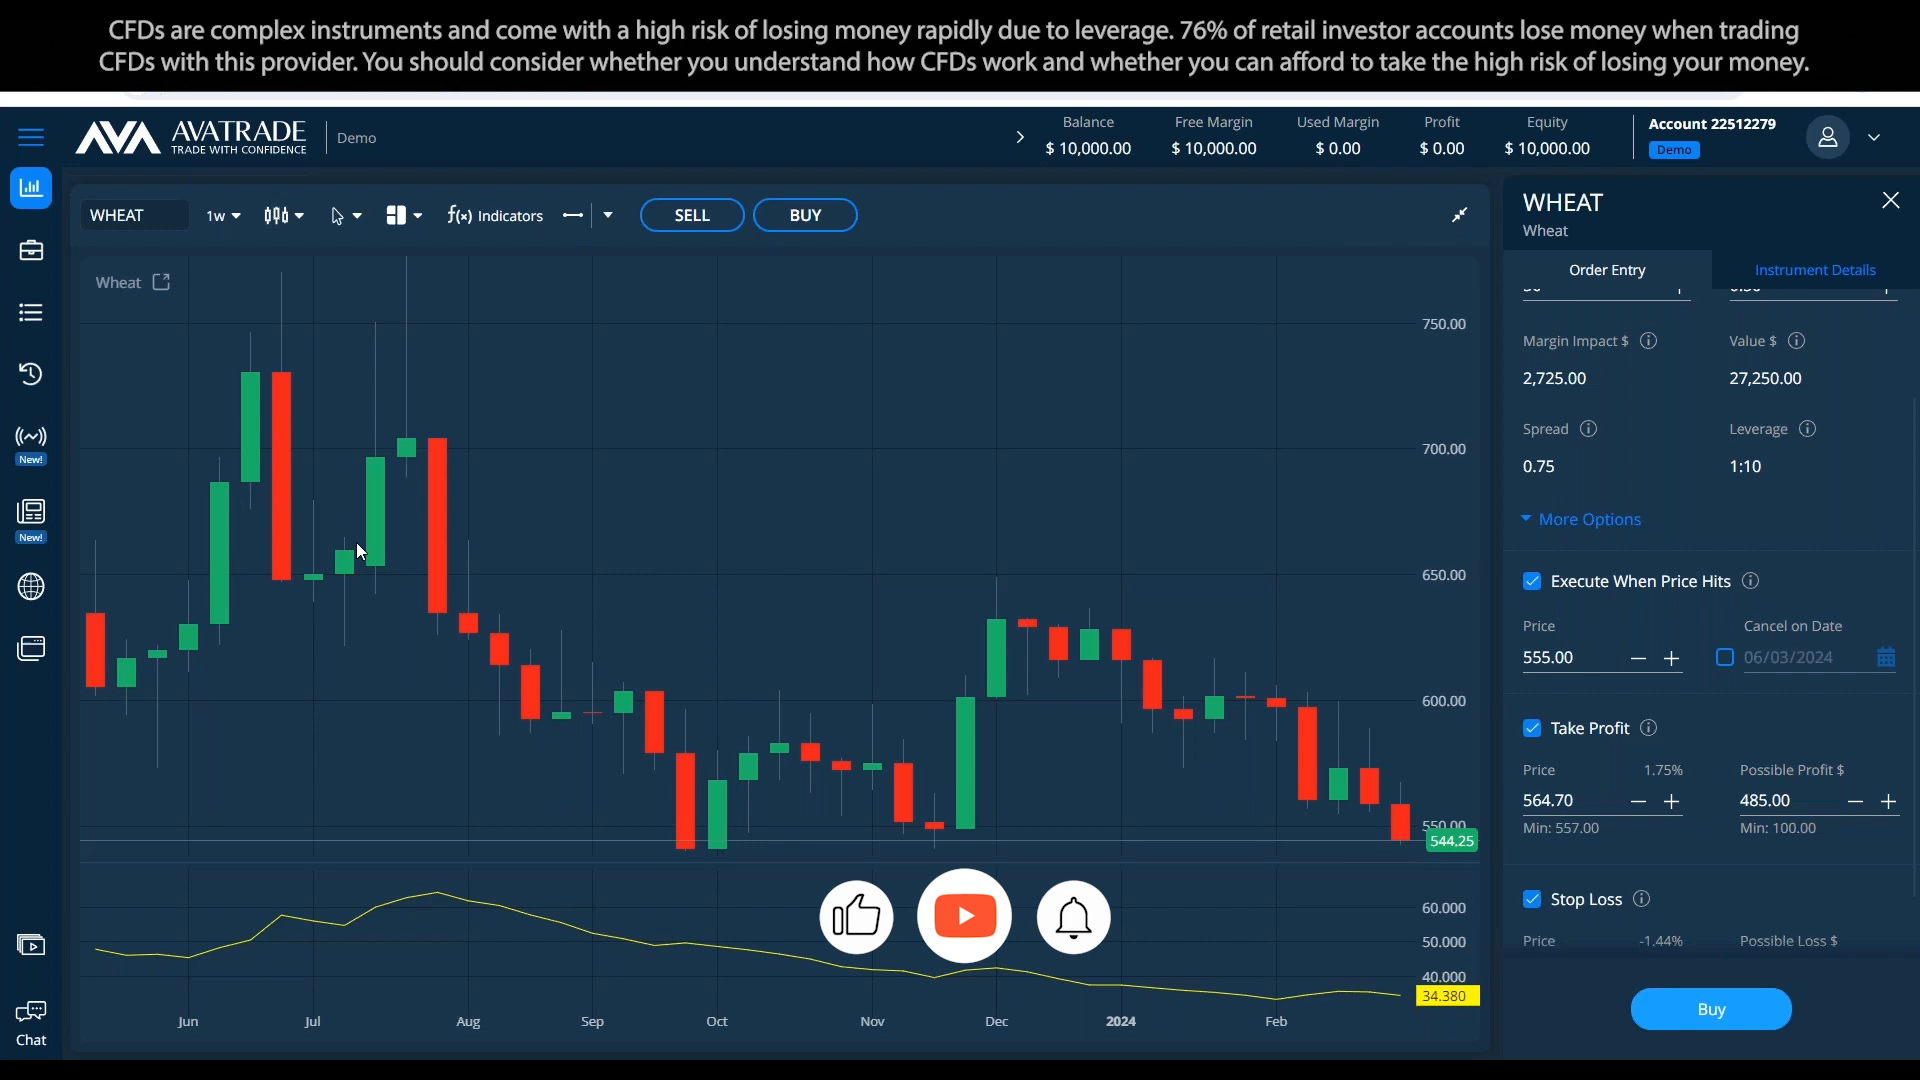 CFDs are complex instruments and come with a high risk of losing money rapidly due to leverage. 76% of retail investor accounts lose money when trading
CFDs with this provider. You should consider whether you understand how CFDs work and whether you can afford to take the high risk of losing your money.
AVA AVATRADE
TRADE WITH CONFIDENCE
Demo
Balance
$ 10,000.00
Free Margin
$ 10,000.00
Used Margin
$ 0.00
Profit
$ 0.00
Equity
$ 10,000.00
Account 22512279
Demo
WHEAT
1w
f(x) Indicators
SELL
BUY
Wheat
New!
New!
Chat
750.00
700.00
650.00
600.00
550.00
544.25
60.000
50.000
40.000
34.380
Jun
Jul
Aug
Sep
Oct
Nov
Dec
2024
Feb
WHEAT
Wheat
Order Entry
Instrument Details
Margin Impact $
Value $
2,725.00
27,250.00
Spread
Leverage
0.75
1:10
More Options
Execute When Price Hits
Price
Cancel on Date
555.00
06/03/2024
Take Profit
Price
1.75%
Possible Profit $
564.70
485.00
Min: 557.00
Min: 100.00
Stop Loss
Price
-1.44%
Possible Loss $
Buy